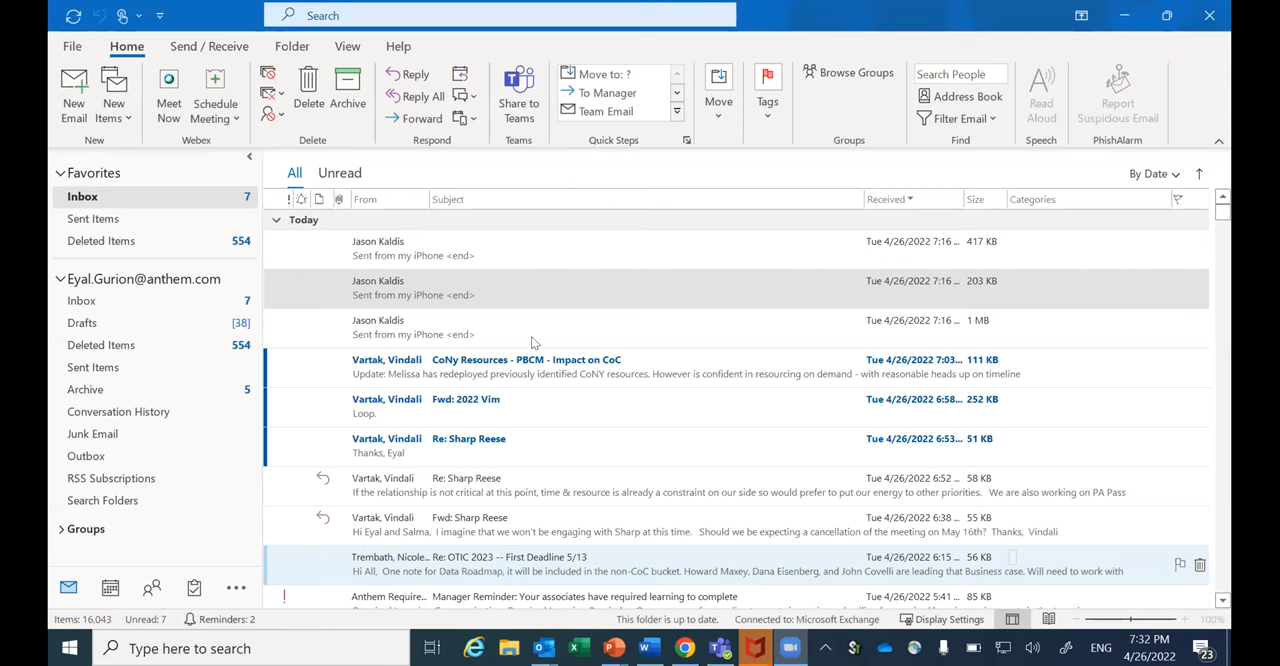 Search
File Home Send / Receive Folder View Help
New Email
New Items
New
Meet Now
Schedule Meeting
Webex
Delete
Archive
Delete
Reply
Reply All
Forward
Respond
Share to Teams
Teams
Move to: ?
To Manager
Team Email
Quick Steps
Move
Tags
Browse Groups
Groups
Search People
Address Book
Filter Email
Find
Read Aloud
Speech
Report Suspicious Email
PhishAlarm
Favorites
Inbox 7
Sent Items
Deleted Items 554
Eyal.Gurion@anthem.com
Inbox 7
Drafts [38]
Deleted Items 554
Sent Items
Archive 5
Conversation History
Junk Email
Outbox
RSS Subscriptions
Search Folders
Groups
All Unread By Date
! From Subject Received Size Categories
Today
Jason Kaldis Tue 4/26/2022 7:16 ... 417 KB
Sent from my iPhone <end>
Jason Kaldis Tue 4/26/2022 7:16 ... 203 KB
Sent from my iPhone <end>
Jason Kaldis Tue 4/26/2022 7:16 ... 1 MB
Sent from my iPhone <end>
Vartak, Vindali CoNy Resources - PBCM - Impact on CoC Tue 4/26/2022 7:03... 111 KB
Update: Melissa has redeployed previously identified CoNY resources. However is confident in resourcing on demand - with reasonable heads up on timeline
Vartak, Vindali Fwd: 2022 Vim Tue 4/26/2022 6:58... 252 KB
Loop.
Vartak, Vindali Re: Sharp Reese Tue 4/26/2022 6:53... 51 KB
Thanks, Eyal
Vartak, Vindali Re: Sharp Reese Tue 4/26/2022 6:52 ... 58 KB
If the relationship is not critical at this point, time & resource is already a constraint on our side so would prefer to put our energy to other priorities. We are also working on PA Pass
Vartak, Vindali Fwd: Sharp Reese Tue 4/26/2022 6:38 ... 55 KB
Hi Eyal and Salma, I imagine that we won't be engaging with Sharp at this time. Should we be expecting a cancellation of the meeting on May 16th? Thanks, Vindali
Trembath, Nicole... Re: OTIC 2023 -- First Deadline 5/13 Tue 4/26/2022 6:15 ... 56 KB
Hi All, One note for Data Roadmap, it will be included in the non-CoC bucket. Howard Maxey, Dana Eisenberg, and John Covelli are leading that Business case. Will need to work with
! Anthem Require... Manager Reminder: Your associates have required learning to complete Tue 4/26/2022 5:41 ... 85 KB
Items: 16,043 Unread: 7 Reminders: 2 This folder is up to date. Connected to: Microsoft Exchange Display Settings 100%
Type here to search
ENG
7:32 PM
4/26/2022
23